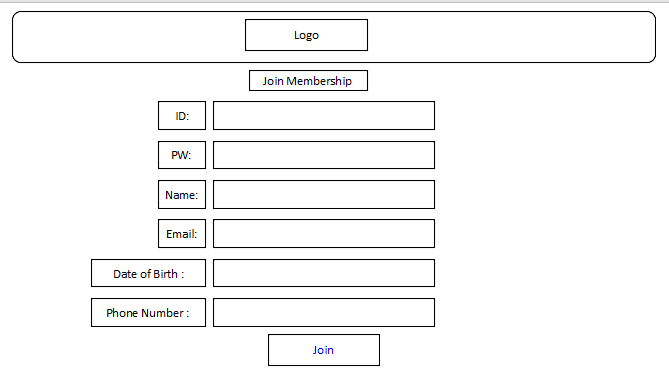 Logo
Join Membership
ID:
PW:
Name:
Email:
Date of Birth :
Phone Number :
Join